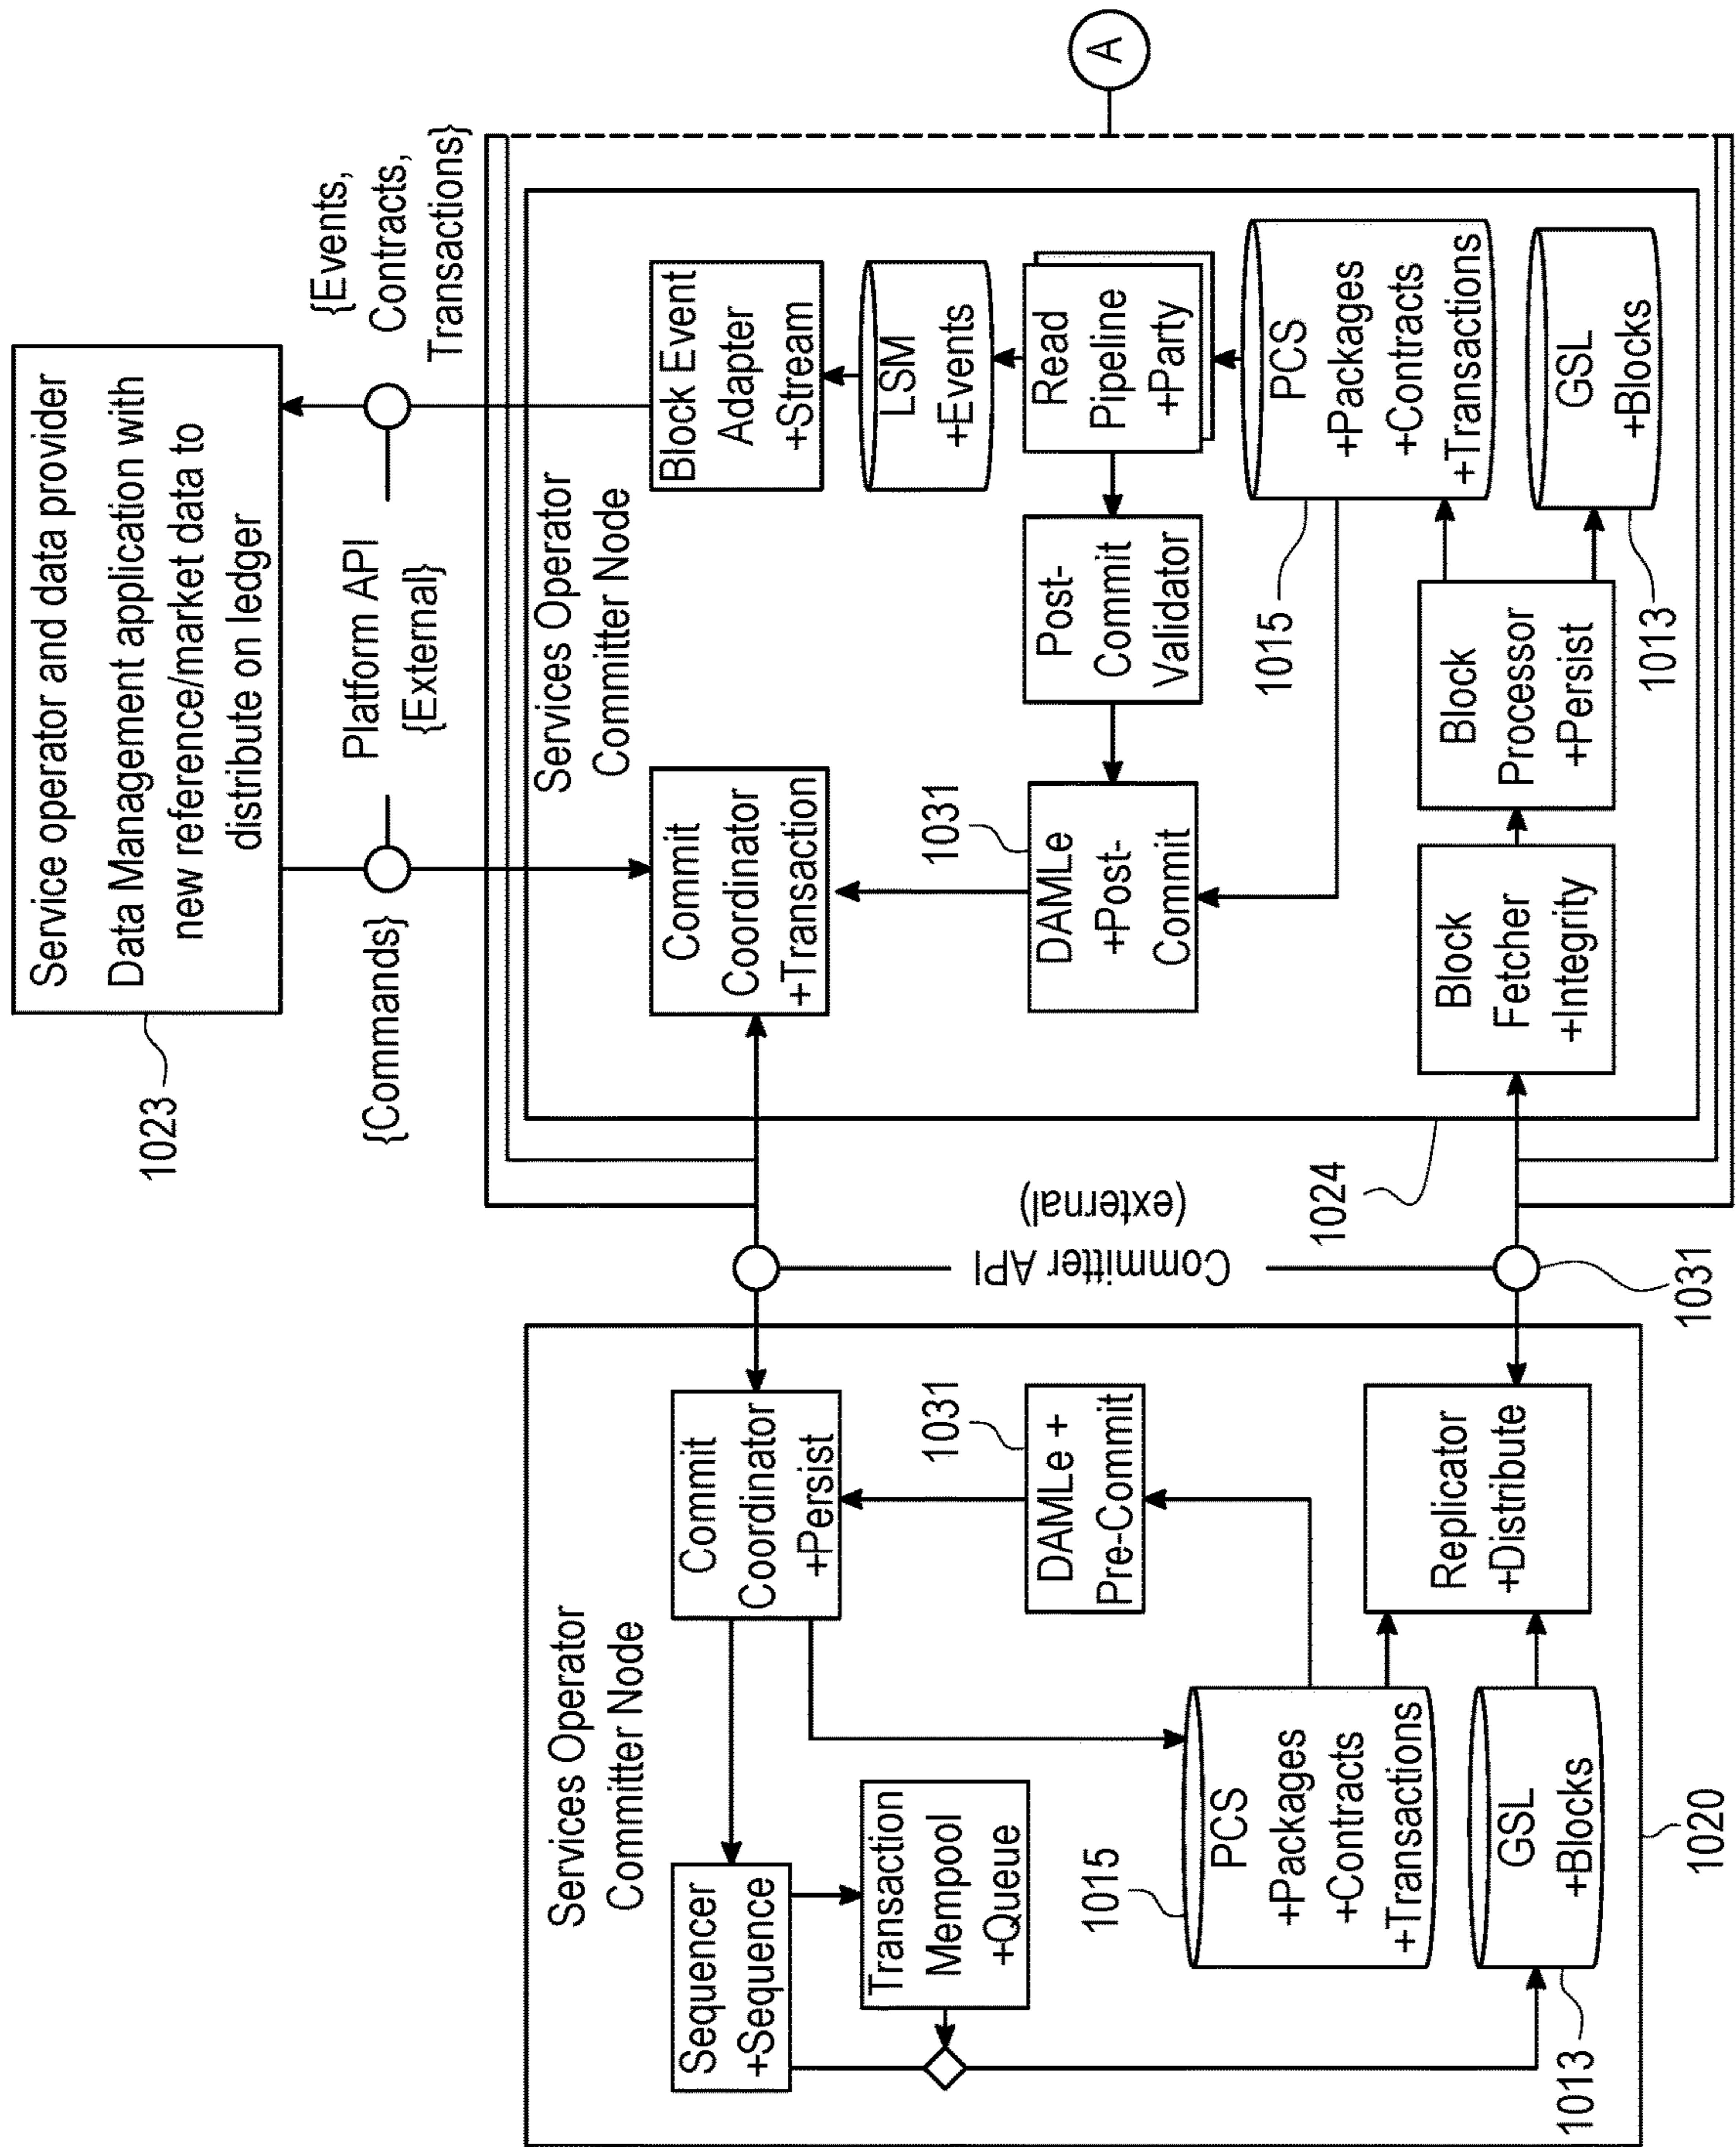 Service operator and data provider
Data Management application with
new reference/market data to
distribute on ledger
1023
{Commands}
Platform API
{External}
{Events,
Contracts,
Transactions}
Services Operator
Committer Node
Commit
Coordinator
+Persist
Sequencer
+Sequence
Transaction
Mempool
+Queue
DAMLe +
Pre-Commit
1031
1015
PCS
+Packages
+Contracts
+Transactions
GSL
+Blocks
1013
Replicator
+Distribute
1020
Committer API
(external)
1031
Services Operator
Committer Node
Commit
Coordinator
+Transaction
Block Event
Adapter
+Stream
LSM
+Events
1031
DAMLe
+Post-
Commit
Post-
Commit
Validator
Read
Pipeline
+Party
1015
PCS
+Packages
+Contracts
+Transactions
Block
Fetcher
+Integrity
Block
Processor
+Persist
GSL
+Blocks
1013
1024
A